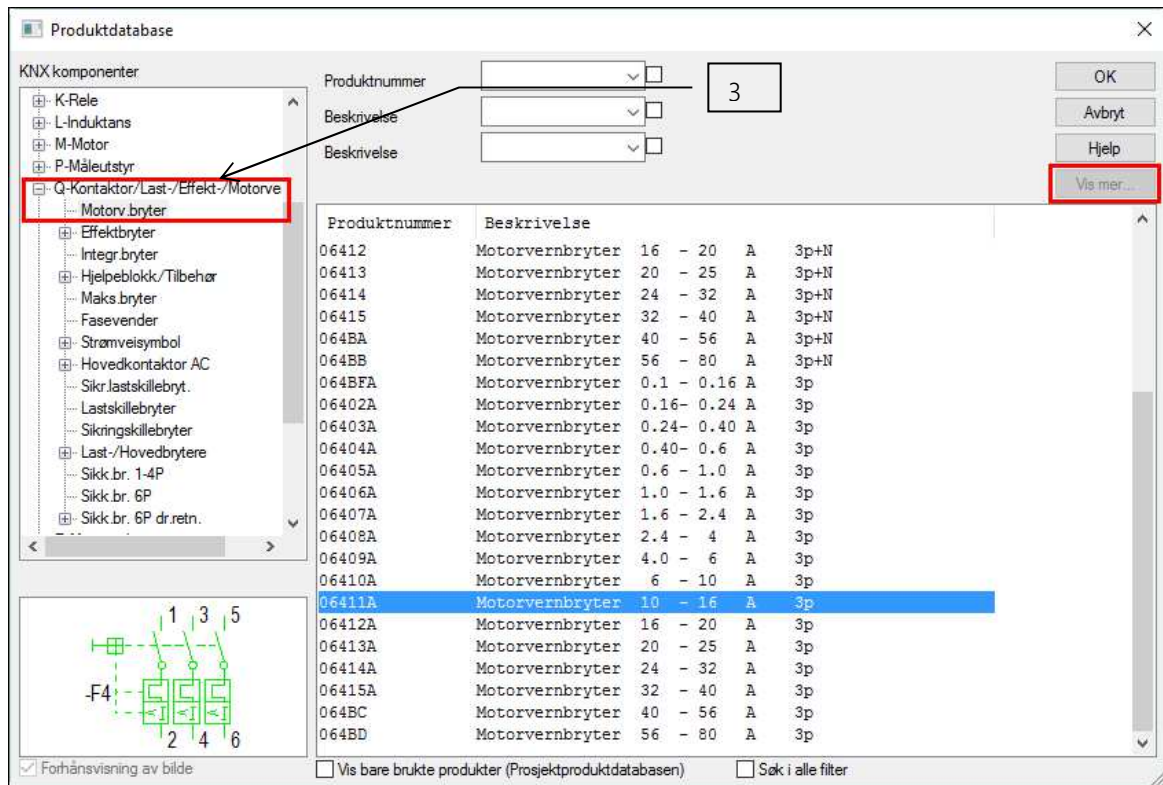 Produktdatabase
KNX komponenter
K-Rele
L-Induktans
M-Motor
P-Måleutstyr
Q-Kontaktor/Last-/Effekt-/Motorve
Motorv.bryter
Effektbryter
Integr.bryter
Hjelpeblokk/Tilbehør
Maks.bryter
Fasevender
Strømveisymbol
Hovedkontaktor AC
Sikr.lastskillebryt.
Lastskillebryter
Sikringskillebryter
Last-/Hovedbrytere
Sikk.br. 1-4P
Sikk.br. 6P
Sikk.br. 6P dr.retn.
Produktnummer
Beskrivelse
Beskrivelse
3
OK
Avbryt
Hjelp
Vis mer...
Produktnummer Beskrivelse
06412 Motorvernbryter 16 - 20 A 3p+N
06413 Motorvernbryter 20 - 25 A 3p+N
06414 Motorvernbryter 24 - 32 A 3p+N
06415 Motorvernbryter 32 - 40 A 3p+N
064BA Motorvernbryter 40 - 56 A 3p+N
064BB Motorvernbryter 56 - 80 A 3p+N
064BFA Motorvernbryter 0.1 - 0.16 A 3p
06402A Motorvernbryter 0.16- 0.24 A 3p
06403A Motorvernbryter 0.24- 0.40 A 3p
06404A Motorvernbryter 0.40- 0.6 A 3p
06405A Motorvernbryter 0.6 - 1.0 A 3p
06406A Motorvernbryter 1.0 - 1.6 A 3p
06407A Motorvernbryter 1.6 - 2.4 A 3p
06408A Motorvernbryter 2.4 - 4 A 3p
06409A Motorvernbryter 4.0 - 6 A 3p
06410A Motorvernbryter 6 - 10 A 3p
06411A Motorvernbryter 10 - 16 A 3p
06412A Motorvernbryter 16 - 20 A 3p
06413A Motorvernbryter 20 - 25 A 3p
06414A Motorvernbryter 24 - 32 A 3p
06415A Motorvernbryter 32 - 40 A 3p
064BC Motorvernbryter 40 - 56 A 3p
064BD Motorvernbryter 56 - 80 A 3p
1 3 5
-F4
2 4 6
Forhånsvisning av bilde
Vis bare brukte produkter (Prosjektproduktdatabasen)
Søk i alle filter